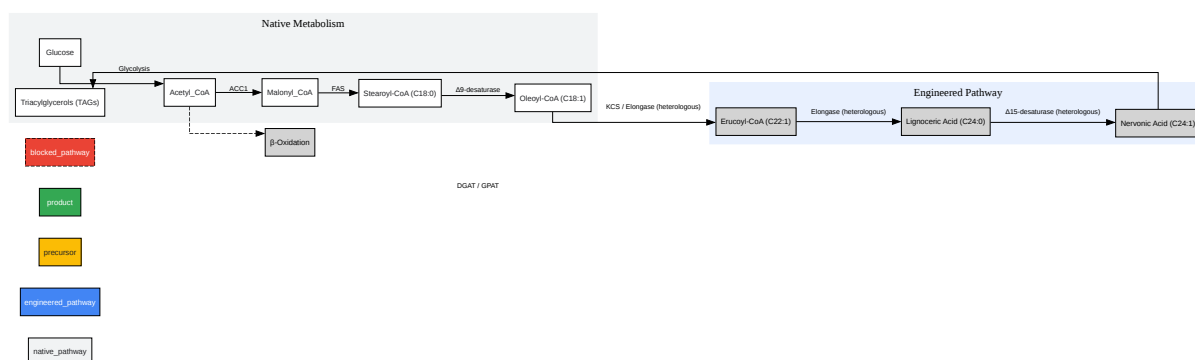 Native Metabolism
Glucose
Glycolysis
Triacylglycerols (TAGs)
Acetyl_CoA
ACC1
Malonyl_CoA
FAS
Stearoyl-CoA (C18:0)
Δ9-desaturase
Oleoyl-CoA (C18:1)
KCS / Elongase (heterologous)
Engineered Pathway
Erucoyl-CoA (C22:1)
Elongase (heterologous)
Lignoceric Acid (C24:0)
Δ15-desaturase (heterologous)
Nervonic Acid (C24:1)
β-Oxidation
DGAT / GPAT
blocked_pathway
product
precursor
engineered_pathway
native_pathway